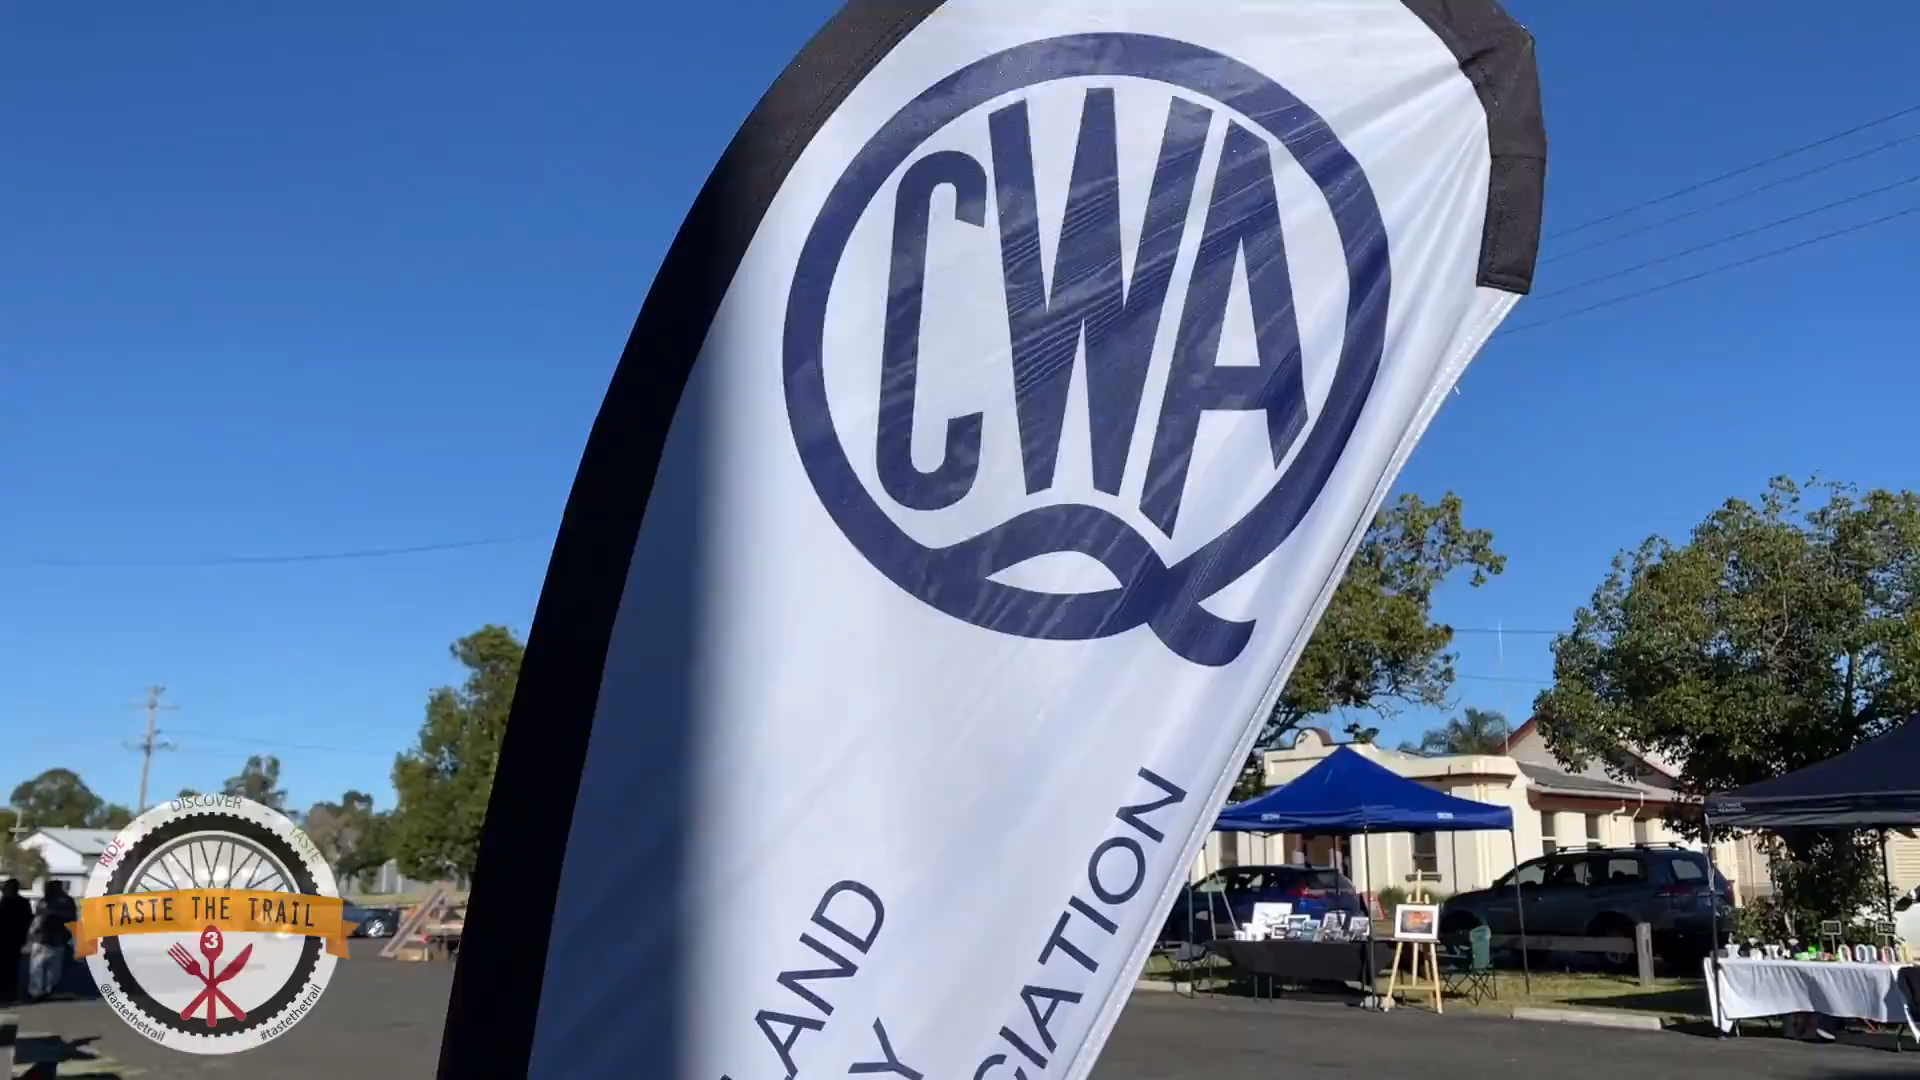 CWA
LAND
Y
CIATION
DISCOVER
RIDE
TASTE
TASTE THE TRAIL
3
@tastethetrail
#tastethetrail